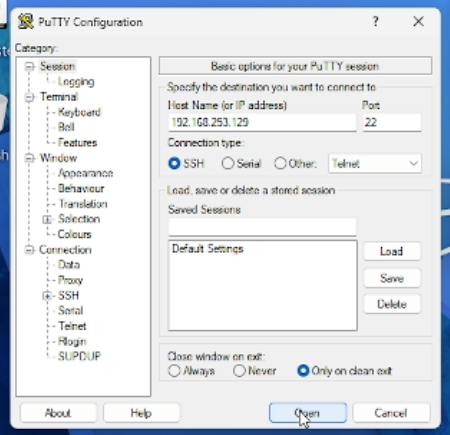 PuTTY Configuration
?
Category:
Session
Logging
Terminal
Keyboard
Bell
Features
Window
Appearance
Behaviour
Translation
Selection
Colours
Connection
Data
Proxy
SSH
Serial
Telnet
Rlogin
SUPDUP
Basic options for your PuTTY session
Specify the destination you want to connect to
Host Name (or IP address) Port
192.168.253.129 22
Connection type:
SSH Serial Other: Telnet
Load, save or delete a stored session
Saved Sessions
Default Settings
Load
Save
Delete
Close window on exit:
Always Never Only on clean exit
About Help Open Cancel